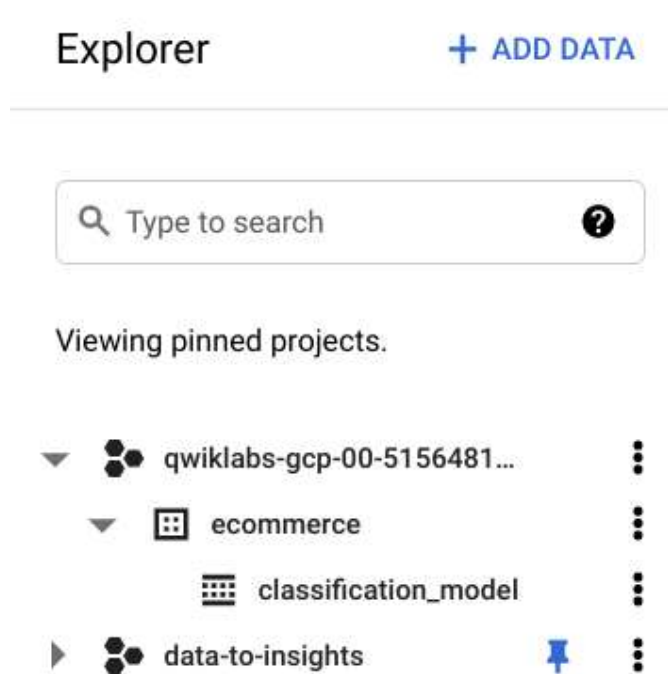 Explorer + ADD DATA
Type to search ?
Viewing pinned projects.
qwiklabs-gcp-00-5156481...
ecommerce
classification_model
data-to-insights